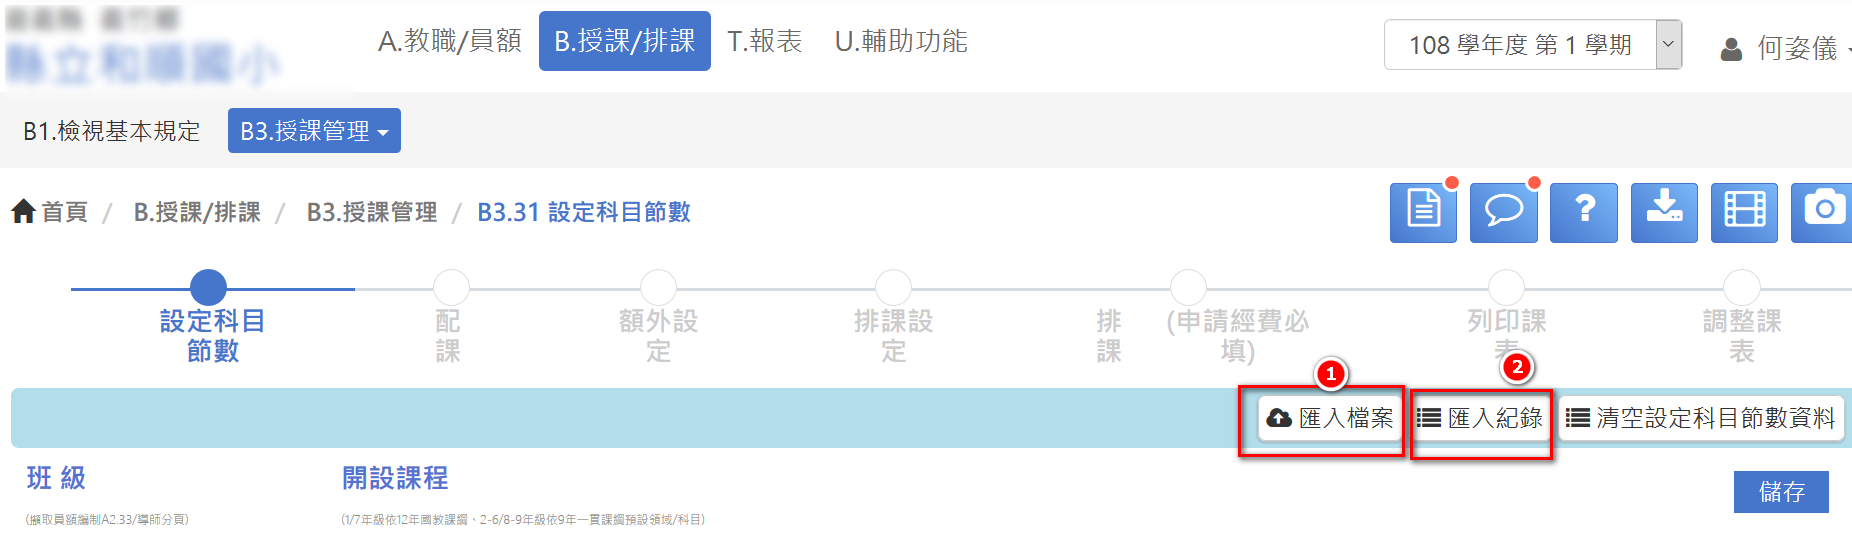 縣立和順國小
A.教職/員額 B.授課/排課 T.報表 U.輔助功能
108 學年度 第 1 學期
何姿儀
B1.檢視基本規定 B3.授課管理
首頁 / B.授課/排課 / B3.授課管理 / B3.31 設定科目節數
設定科目
節數
配
課
額外設
定
排課設
定
排 (申請經費必
課 填)
列印課
表
調整課
表
1
2
匯入檔案 匯入紀錄 清空設定科目節數資料
班 級 開設課程
儲存
(擷取員額編制A2.33/導師分頁) (1/7年級依12年國教課綱、2-6/8-9年級依9年一貫課綱預設領域/科目)